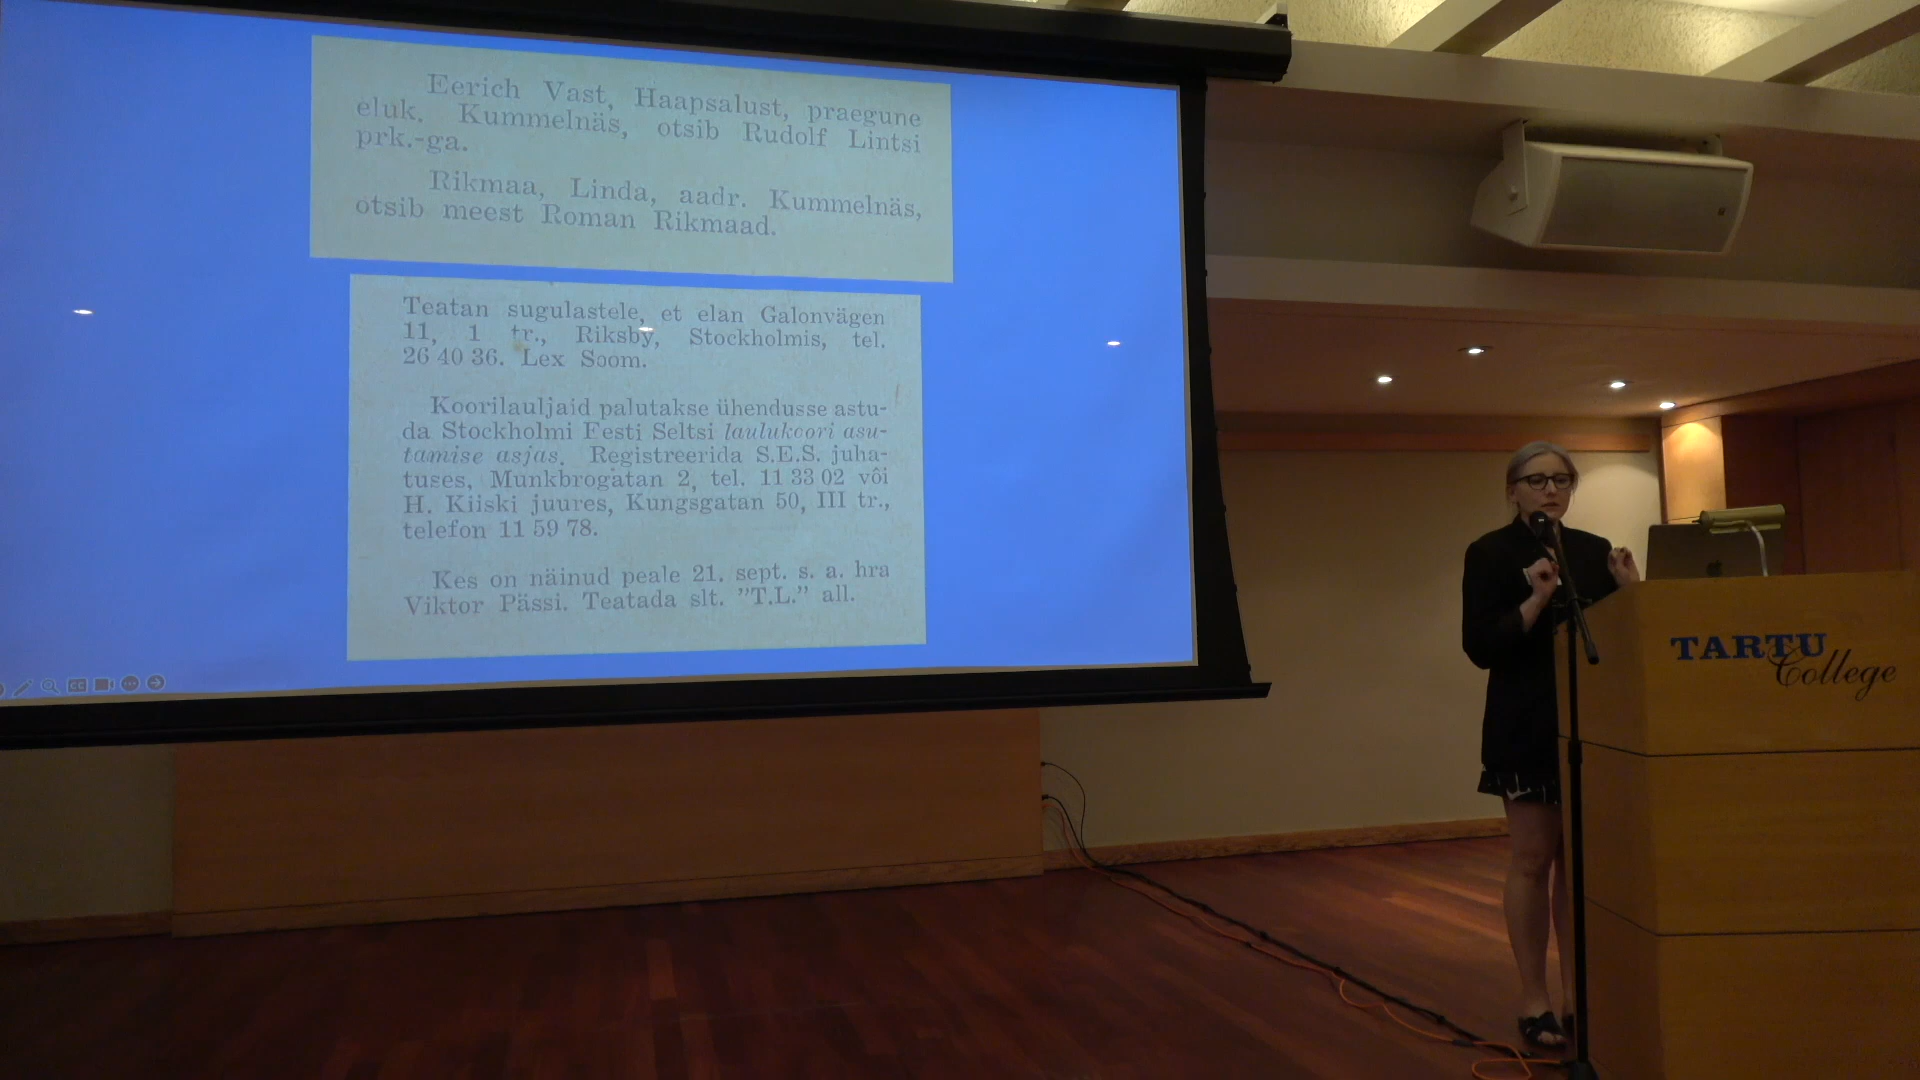 Eerich Vast, Haapsalust, praegune
eluk. Kummelnäs, otsib Rudolf Lintsi
prk.-ga.
Rikmaa, Linda, aadr. Kummelnäs,
otsib meest Roman Rikmaad.
Teatan sugulastele, et elan Galonvägen
11, 1 tr., Riksby, Stockholmis, tel.
26 40 36. Lex Soom.
Koorilauljaid palutakse ühendusse astu-
da Stockholmi Eesti Seltsi laulukoori asu-
tamise asjas. Registreerida S.E.S. juha-
tuses, Munkbrogatan 2, tel. 11 33 02 vôi
H. Kiiski juures, Kungsgatan 50, III tr.,
telefon 11 59 78.
Kes on näinud peale 21. sept. s. a. hra
Viktor Pässi. Teatada slt. ”T.L.” all.
CC
TARTU
College